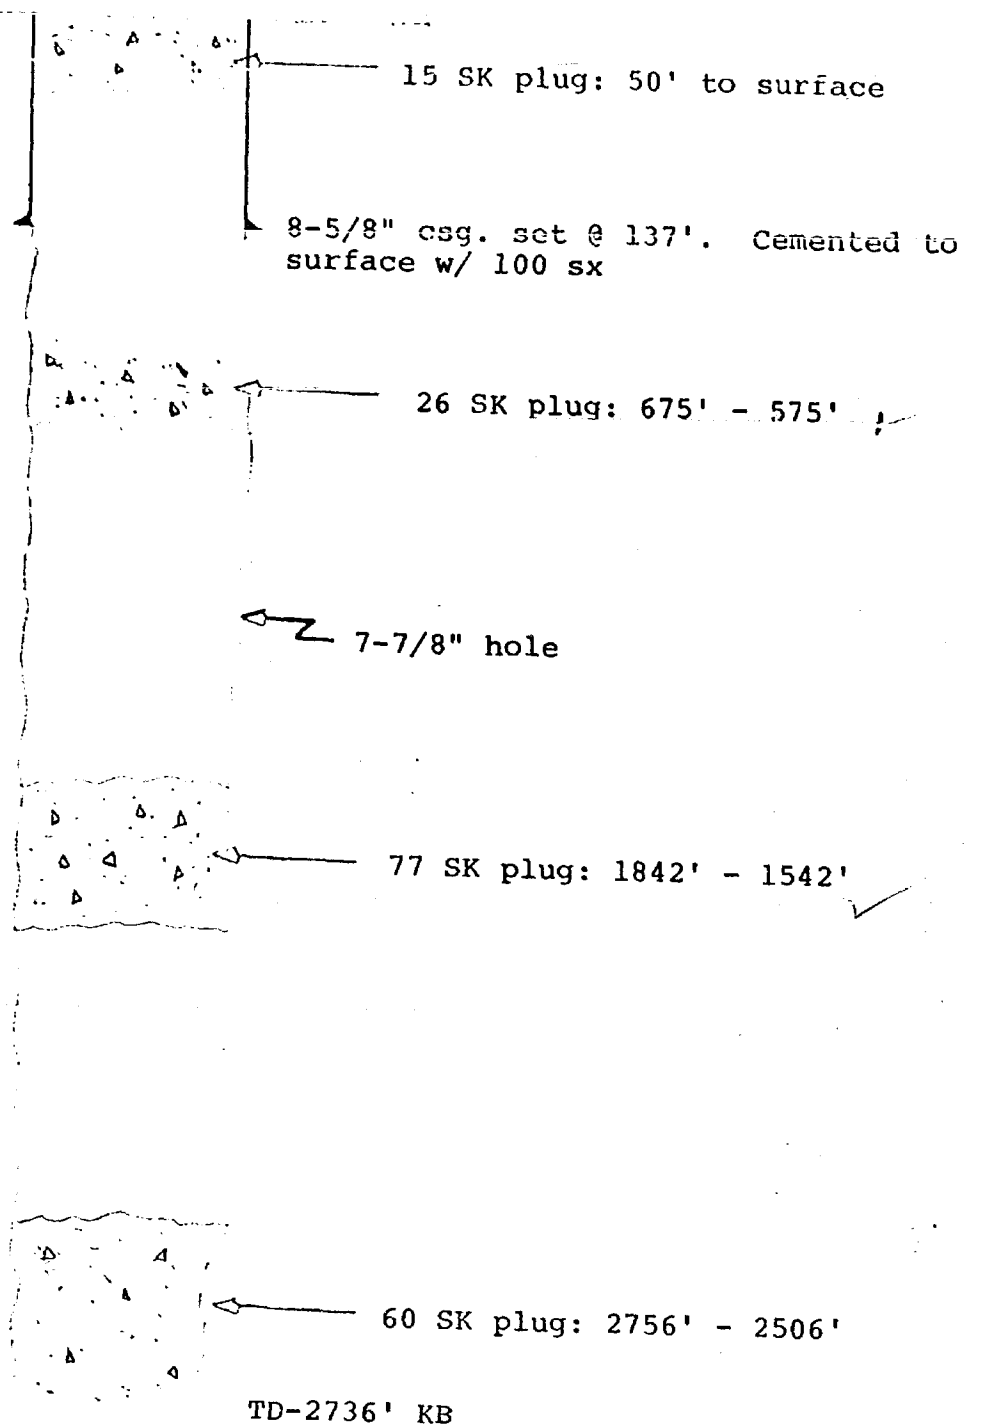 15 SK plug: 50' to surface
8-5/8" csg. set @ 137'. Cemented to
surface w/ 100 sx
26 SK plug: 675' - 575'
7-7/8" hole
77 SK plug: 1842' - 1542'
60 SK plug: 2756' - 2506'
TD-2736' KB